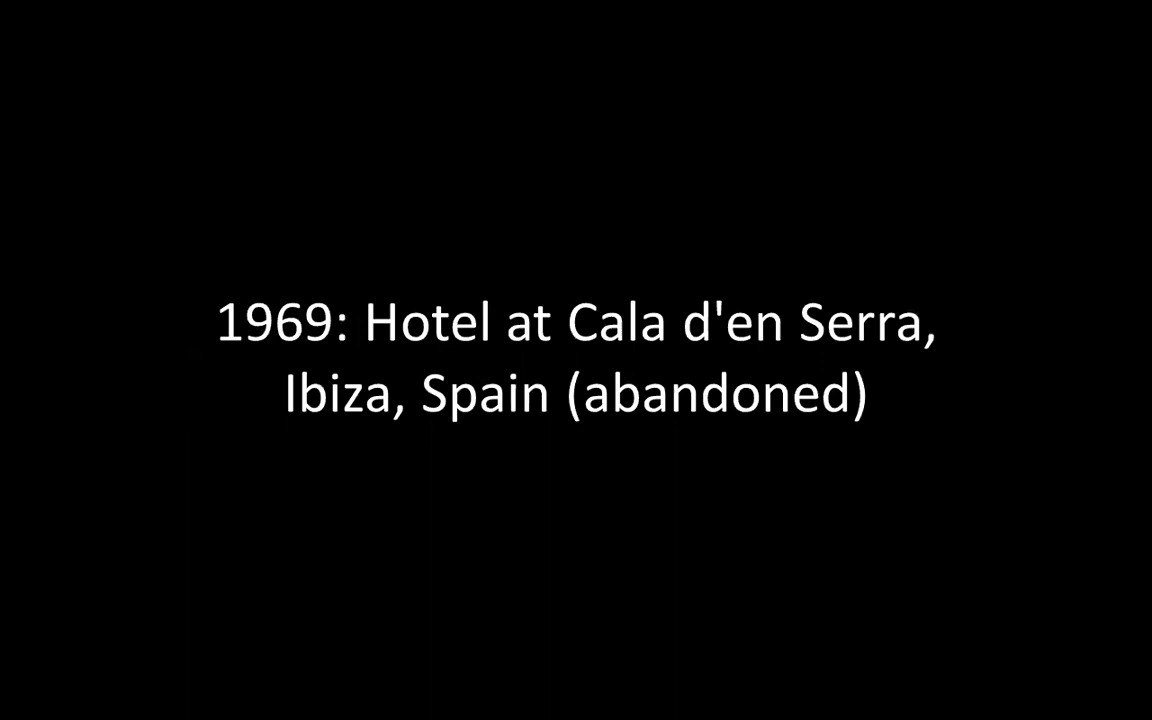 1969: Hotel at Cala d'en Serra,
Ibiza, Spain (abandoned)